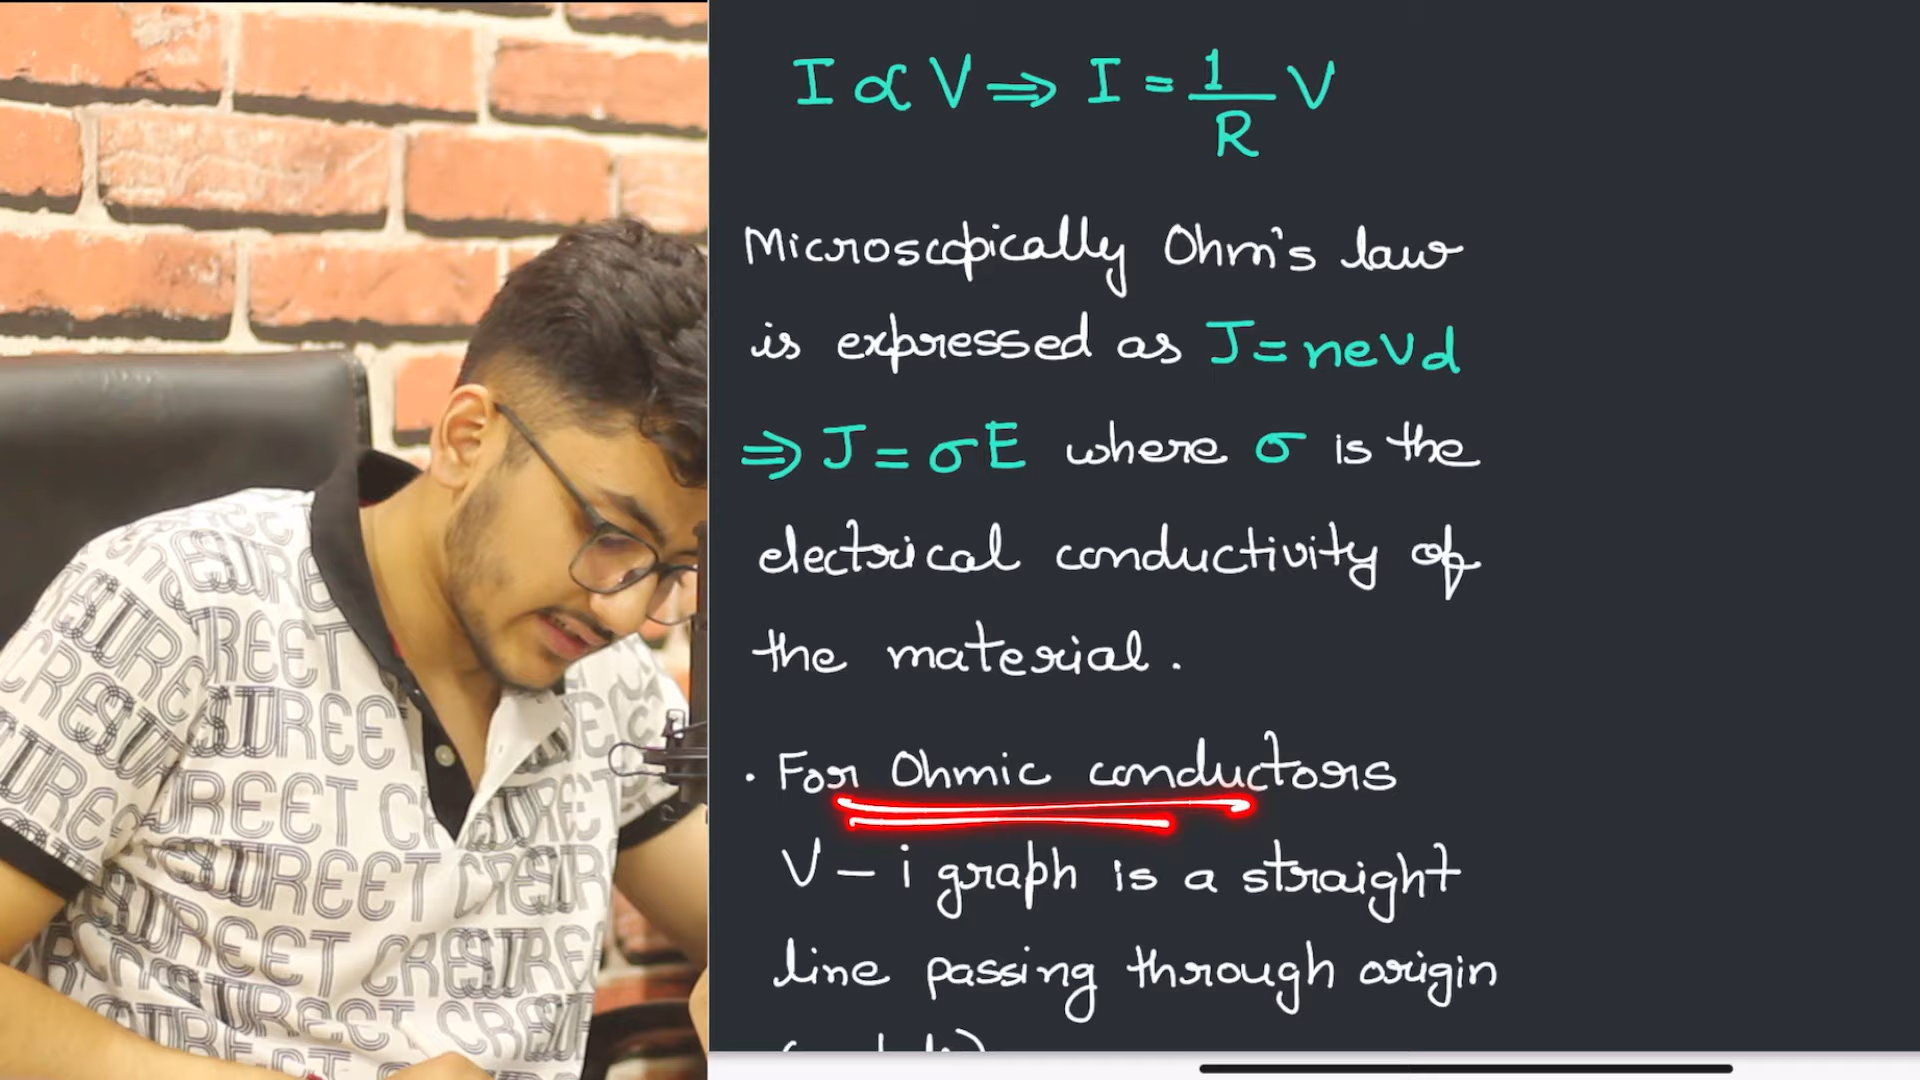 I ∝ V ⇒ I = 1/R V
Microscopically Ohm's law
is expressed as J = nevd
⇒ J = σE where σ is the
electrical conductivity of
the material.
· For Ohmic conductors
V – i graph is a straight
line passing through origin